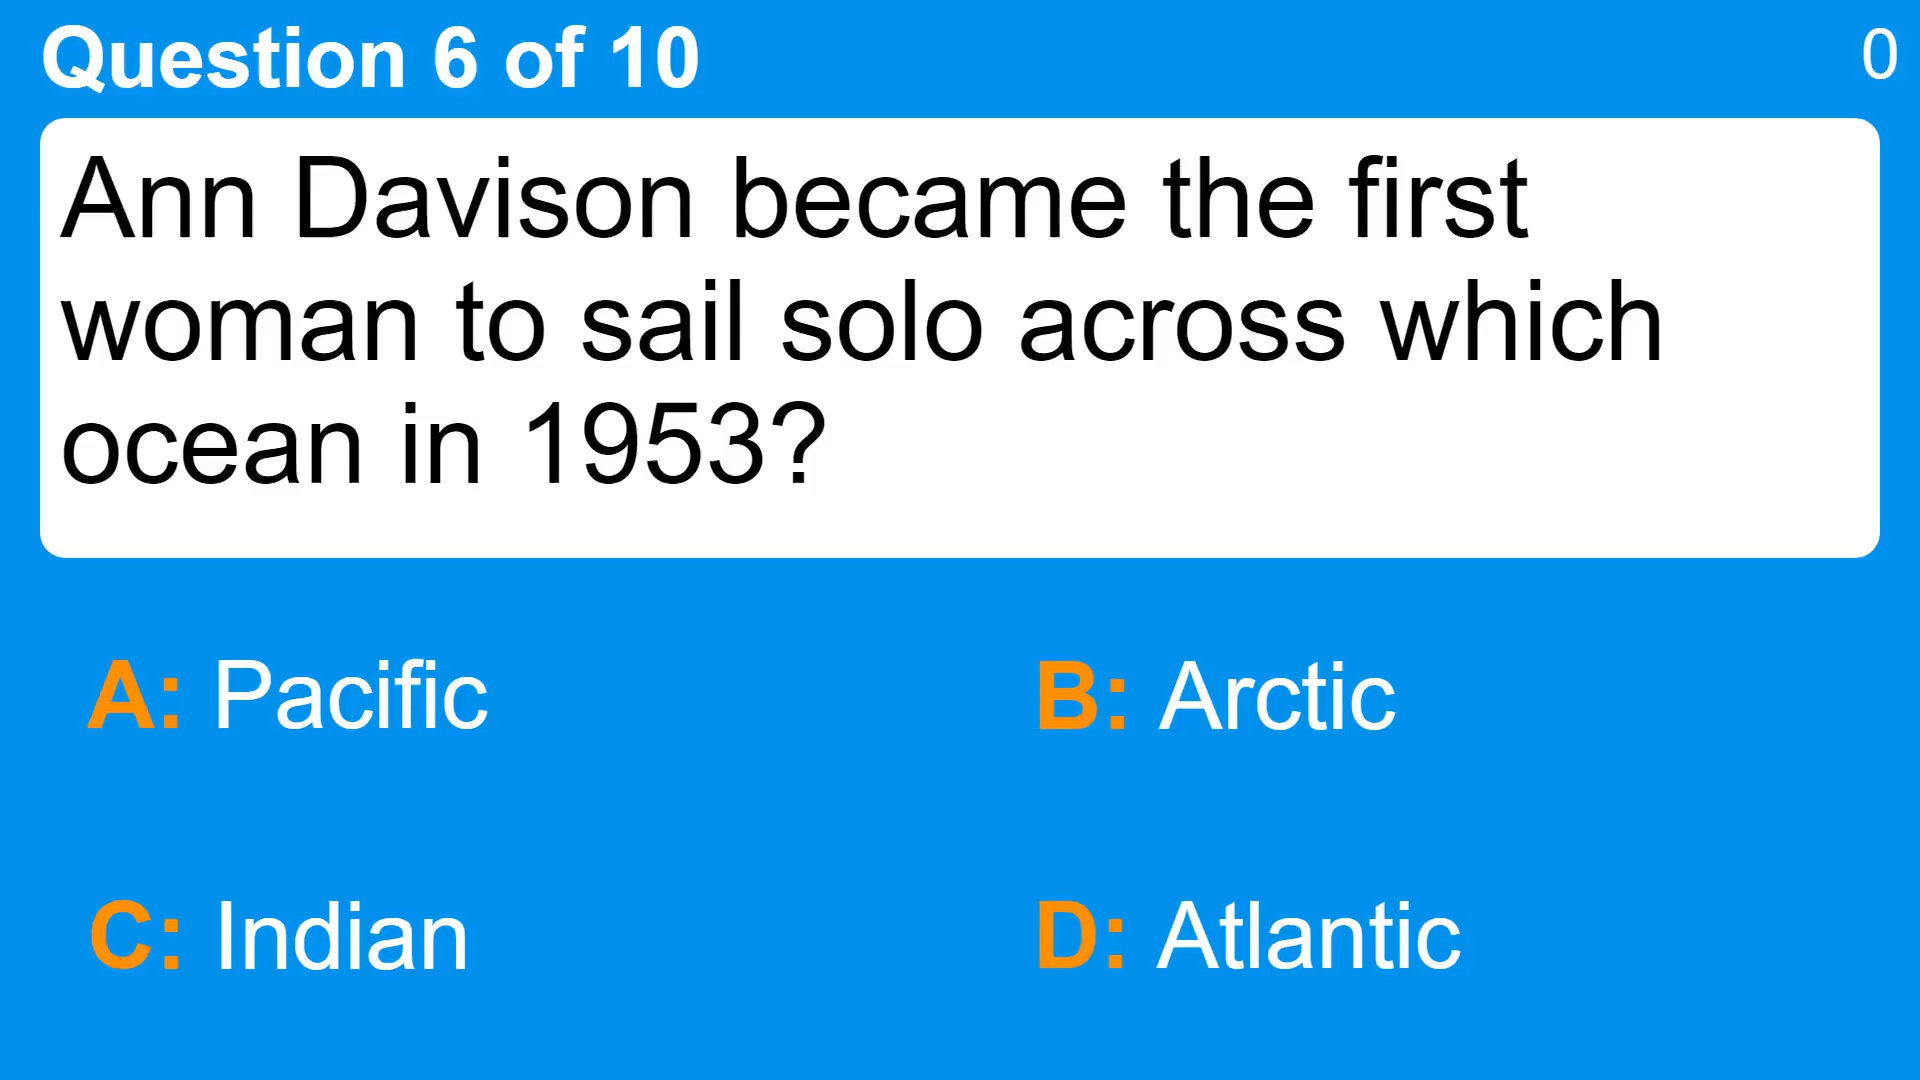 Question 6 of 10
0
Ann Davison became the first
woman to sail solo across which
ocean in 1953?
A: Pacific
B: Arctic
C: Indian
D: Atlantic